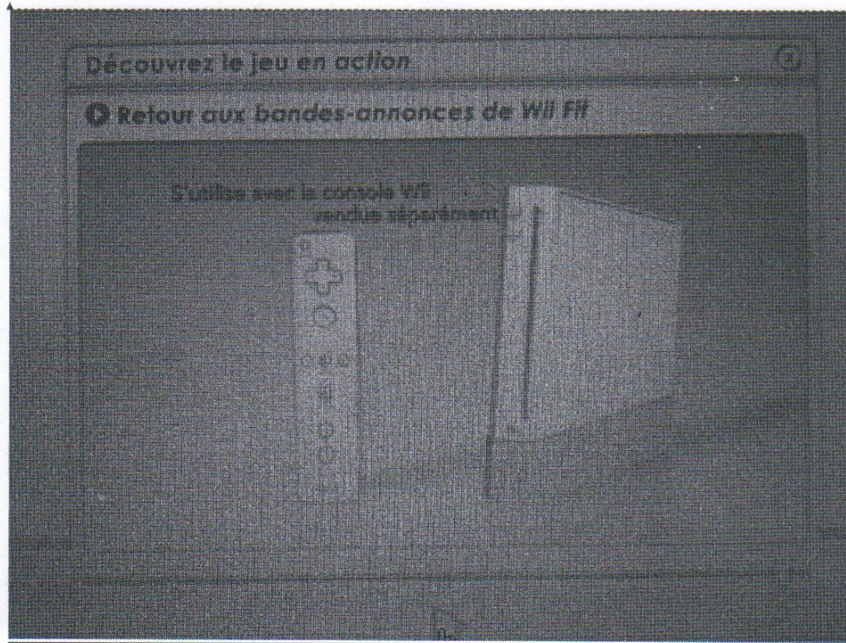 Découvrez le jeu en action
Retour aux bandes-annonces de Wii Fit
S'utilise avec la console Wii
vendue séparément